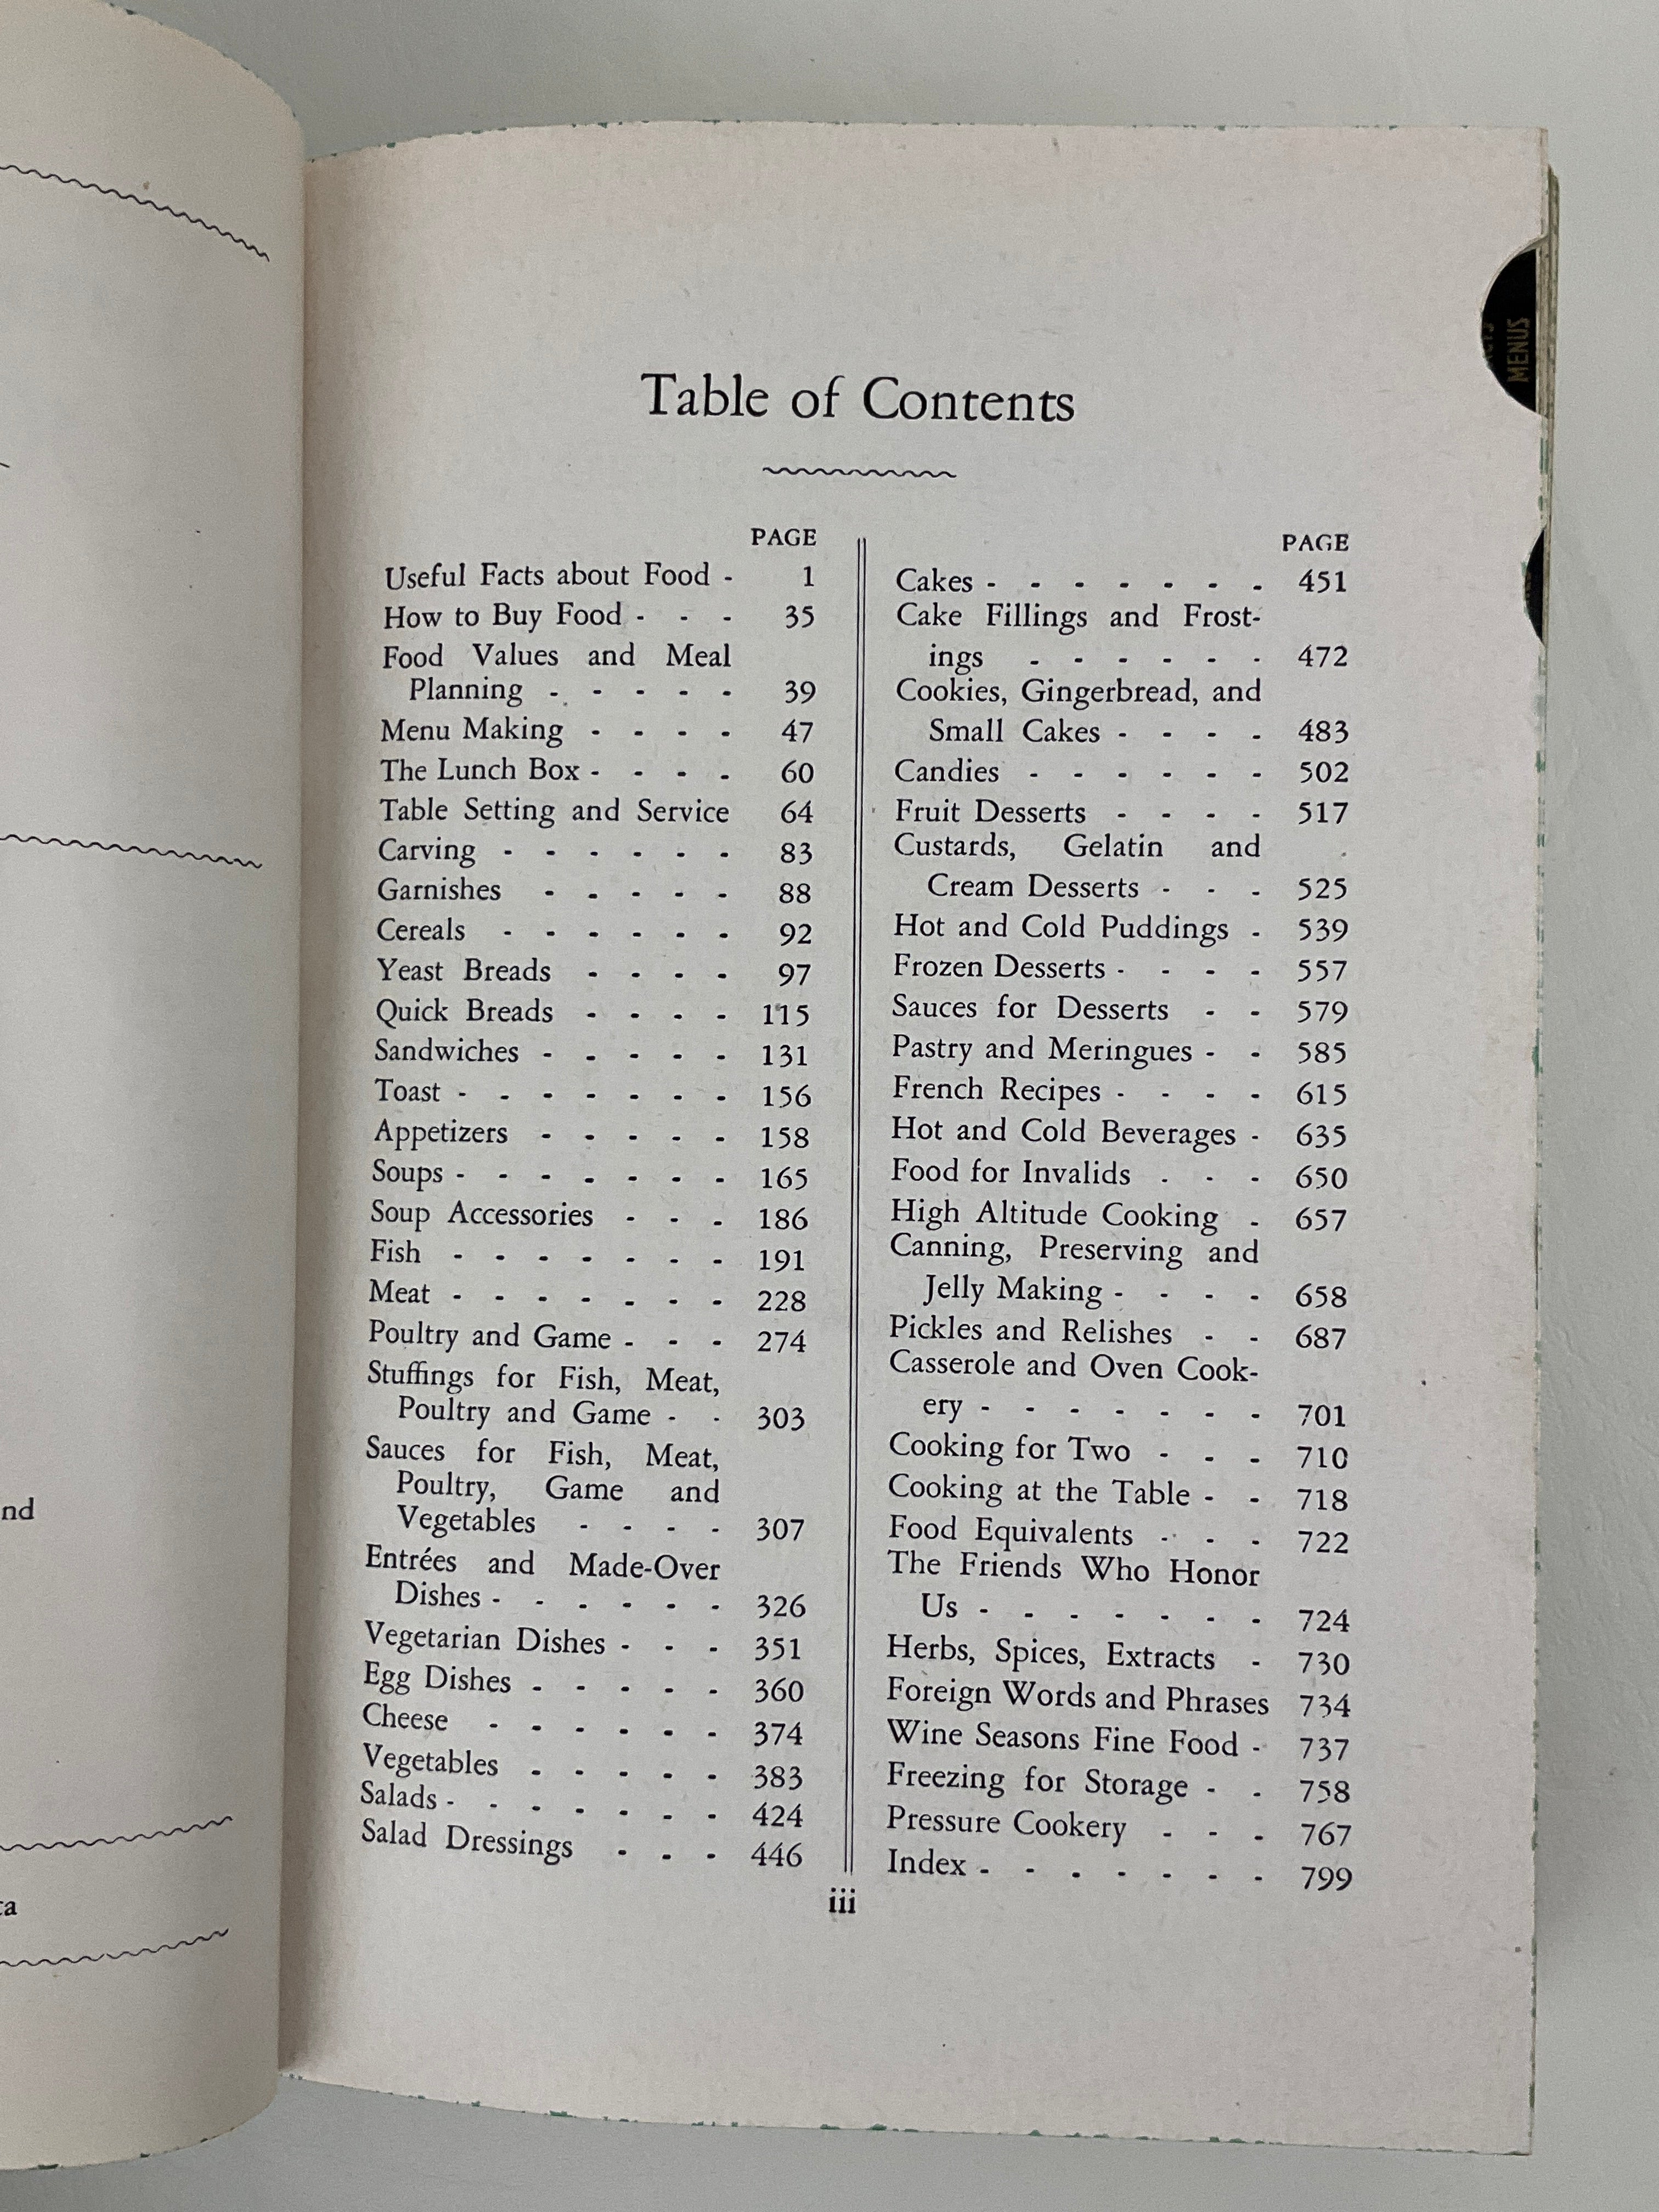 nd
ta
MENUS
Table of Contents
PAGE
Useful Facts about Food - 1
How to Buy Food - - - 35
Food Values and Meal
Planning - - - - - 39
Menu Making - - - - 47
The Lunch Box - - - - 60
Table Setting and Service 64
Carving - - - - - - 83
Garnishes - - - - - 88
Cereals - - - - - - 92
Yeast Breads - - - - 97
Quick Breads - - - - 115
Sandwiches - - - - - 131
Toast - - - - - - - 156
Appetizers - - - - - 158
Soups - - - - - - - 165
Soup Accessories - - - 186
Fish - - - - - - - 191
Meat - - - - - - - 228
Poultry and Game - - - 274
Stuffings for Fish, Meat,
Poultry and Game - - 303
Sauces for Fish, Meat,
Poultry, Game and
Vegetables - - - - 307
Entrées and Made-Over
Dishes - - - - - - 326
Vegetarian Dishes - - - 351
Egg Dishes - - - - - 360
Cheese - - - - - - 374
Vegetables - - - - - 383
Salads - - - - - - - 424
Salad Dressings - - - 446
PAGE
Cakes - - - - - - - 451
Cake Fillings and Frost-
ings - - - - - - 472
Cookies, Gingerbread, and
Small Cakes - - - - 483
Candies - - - - - - 502
Fruit Desserts - - - - 517
Custards, Gelatin and
Cream Desserts - - - 525
Hot and Cold Puddings - 539
Frozen Desserts - - - - 557
Sauces for Desserts - - 579
Pastry and Meringues - - 585
French Recipes - - - - 615
Hot and Cold Beverages - 635
Food for Invalids - - - 650
High Altitude Cooking - 657
Canning, Preserving and
Jelly Making - - - - 658
Pickles and Relishes - - 687
Casserole and Oven Cook-
ery - - - - - - - 701
Cooking for Two - - - 710
Cooking at the Table - - 718
Food Equivalents - - - 722
The Friends Who Honor
Us - - - - - - - 724
Herbs, Spices, Extracts - 730
Foreign Words and Phrases 734
Wine Seasons Fine Food - 737
Freezing for Storage - - 758
Pressure Cookery - - - 767
Index - - - - - - - 799
iii